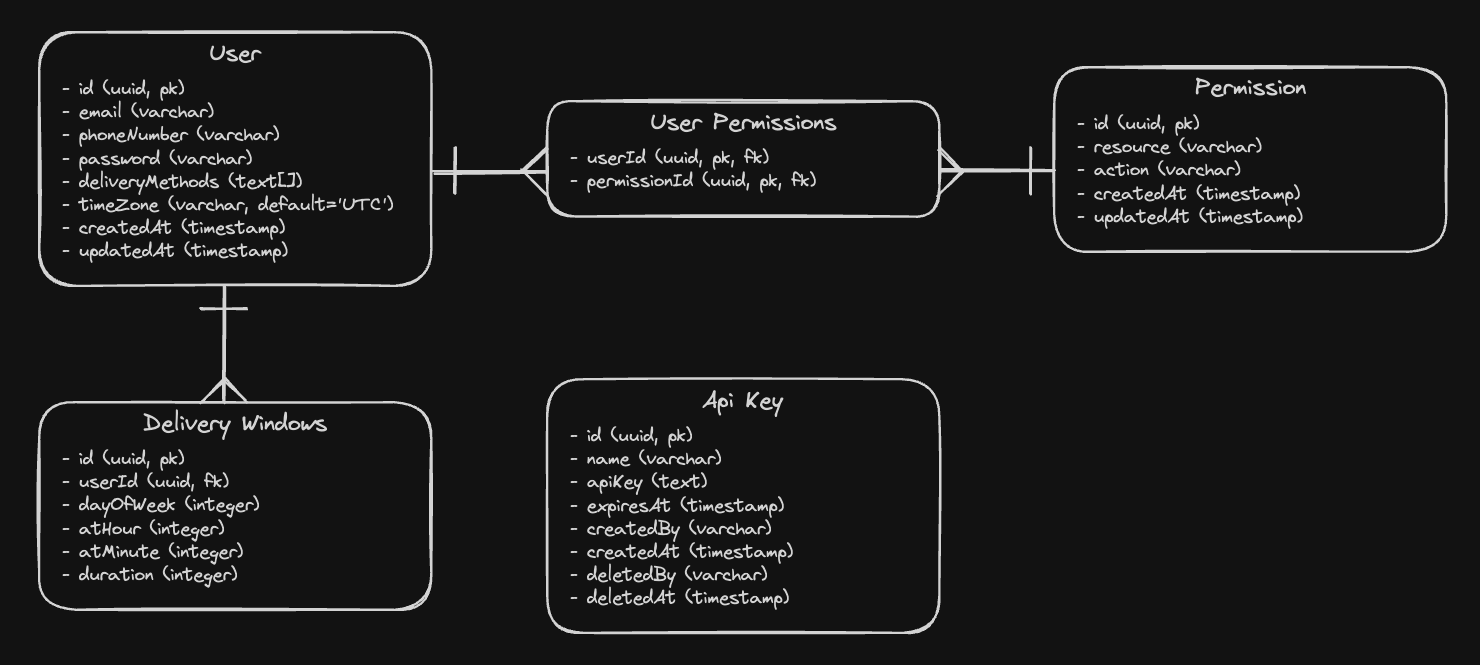 User
- id (uuid, pk)
- email (varchar)
- phoneNumber (varchar)
- password (varchar)
- deliveryMethods (text[])
- timeZone (varchar, default='UTC')
- createdAt (timestamp)
- updatedAt (timestamp)
User Permissions
- userId (uuid, pk, fk)
- permissionId (uuid, pk, fk)
Permission
- id (uuid, pk)
- resource (varchar)
- action (varchar)
- createdAt (timestamp)
- updatedAt (timestamp)
Delivery Windows
- id (uuid, pk)
- userId (uuid, fk)
- dayOfWeek (integer)
- atHour (integer)
- atMinute (integer)
- duration (integer)
Api Key
- id (uuid, pk)
- name (varchar)
- apiKey (text)
- expiresAt (timestamp)
- createdBy (varchar)
- createdAt (timestamp)
- deletedBy (varchar)
- deletedAt (timestamp)